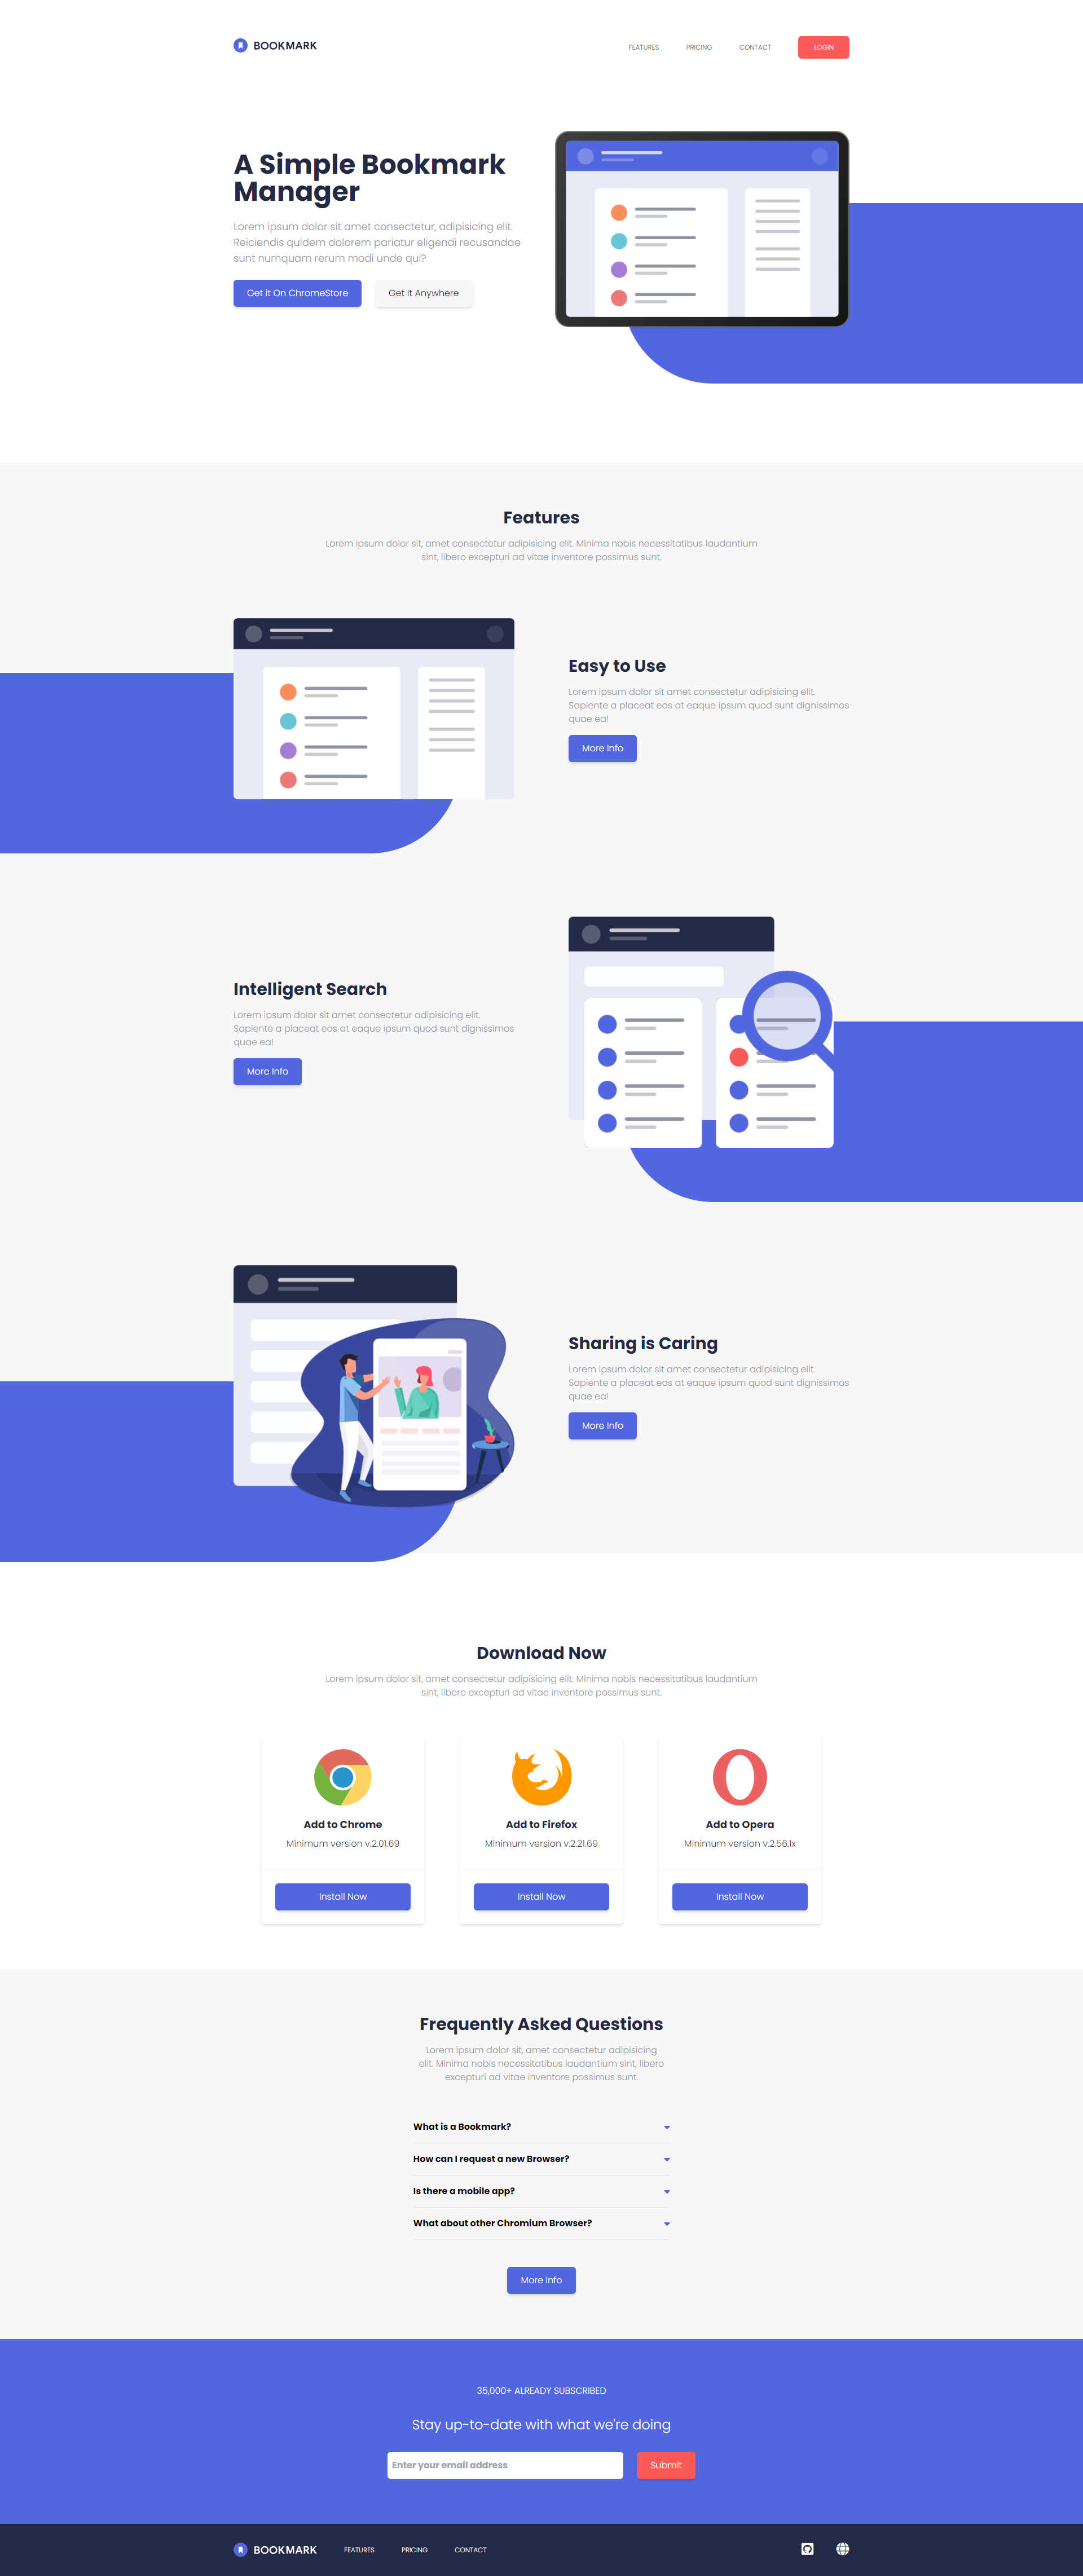 BOOKMARK
FEATURES
PRICING
CONTACT
LOGIN
A Simple Bookmark
Manager
Lorem ipsum dolor sit amet consectetur, adipisicing elit.
Reiciendis quidem dolorem pariatur eligendi recusandae
sunt numquam rerum modi unde qui?
Get it On ChromeStore
Get It Anywhere
Features
Lorem ipsum dolor sit, amet consectetur adipisicing elit. Minima nobis necessitatibus laudantium
sint, libero excepturi ad vitae inventore possimus sunt.
Easy to Use
Lorem ipsum dolor sit amet consectetur adipisicing elit.
Sapiente a placeat eos at eaque ipsum quod sunt dignissimos
quae ea!
More Info
Intelligent Search
Lorem ipsum dolor sit amet consectetur adipisicing elit.
Sapiente a placeat eos at eaque ipsum quod sunt dignissimos
quae ea!
More Info
Sharing is Caring
Lorem ipsum dolor sit amet consectetur adipisicing elit.
Sapiente a placeat eos at eaque ipsum quod sunt dignissimos
quae ea!
More Info
Download Now
Lorem ipsum dolor sit, amet consectetur adipisicing elit. Minima nobis necessitatibus laudantium
sint, libero excepturi ad vitae inventore possimus sunt.
Add to Chrome
Minimum version v.2.01.69
Install Now
Add to Firefox
Minimum version v.2.21.69
Install Now
Add to Opera
Minimum version v.2.56.1x
Install Now
Frequently Asked Questions
Lorem ipsum dolor sit, amet consectetur adipisicing
elit. Minima nobis necessitatibus laudantium sint, libero
excepturi ad vitae inventore possimus sunt.
What is a Bookmark?
How can I request a new Browser?
Is there a mobile app?
What about other Chromium Browser?
More Info
35,000+ ALREADY SUBSCRIBED
Stay up-to-date with what we're doing
Enter your email address
Submit
BOOKMARK
FEATURES
PRICING
CONTACT